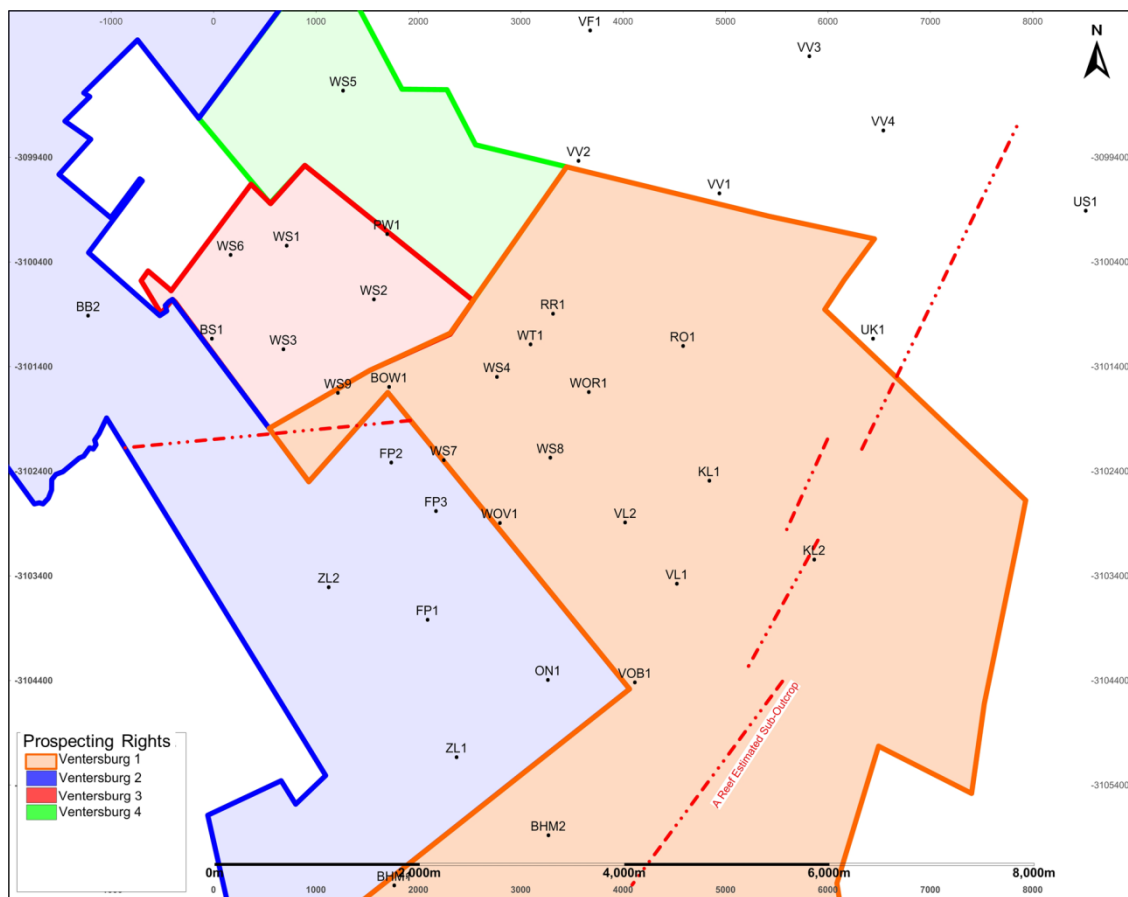 -1000 0 1000 2000 3000 4000 5000 6000 7000 8000
VF1
N
VV3
WS5
VV4
-3099400 VV2 -3099400
VV1
US1
PW1
WS1
WS6
-3100400 -3100400
WS2
BB2
RR1
BS1 UK1
WT1 RO1
WS3
-3101400 WS4 -3101400
BOW1
WS9 WOR1
WS7 WS8
FP2
-3102400 KL1 -3102400
FP3
WOV1 VL2
KL2
-3103400 VL1 -3103400
ZL2
FP1
ON1 VOB1
-3104400 -3104400
A Reef Estimated Sub-Outcrop
Prospecting Rights
Ventersburg 1
Ventersburg 2
Ventersburg 3
Ventersburg 4
ZL1
-3105400
BHM2
0m 2,000m 4,000m 6,000m 8,000m
BHM1
0 1000 2000 3000 4000 5000 6000 7000 8000